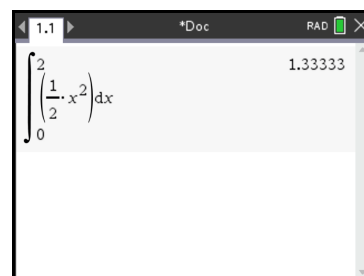 1.1 *Doc RAD
∫₀² (1/2 · x²)dx 1.33333